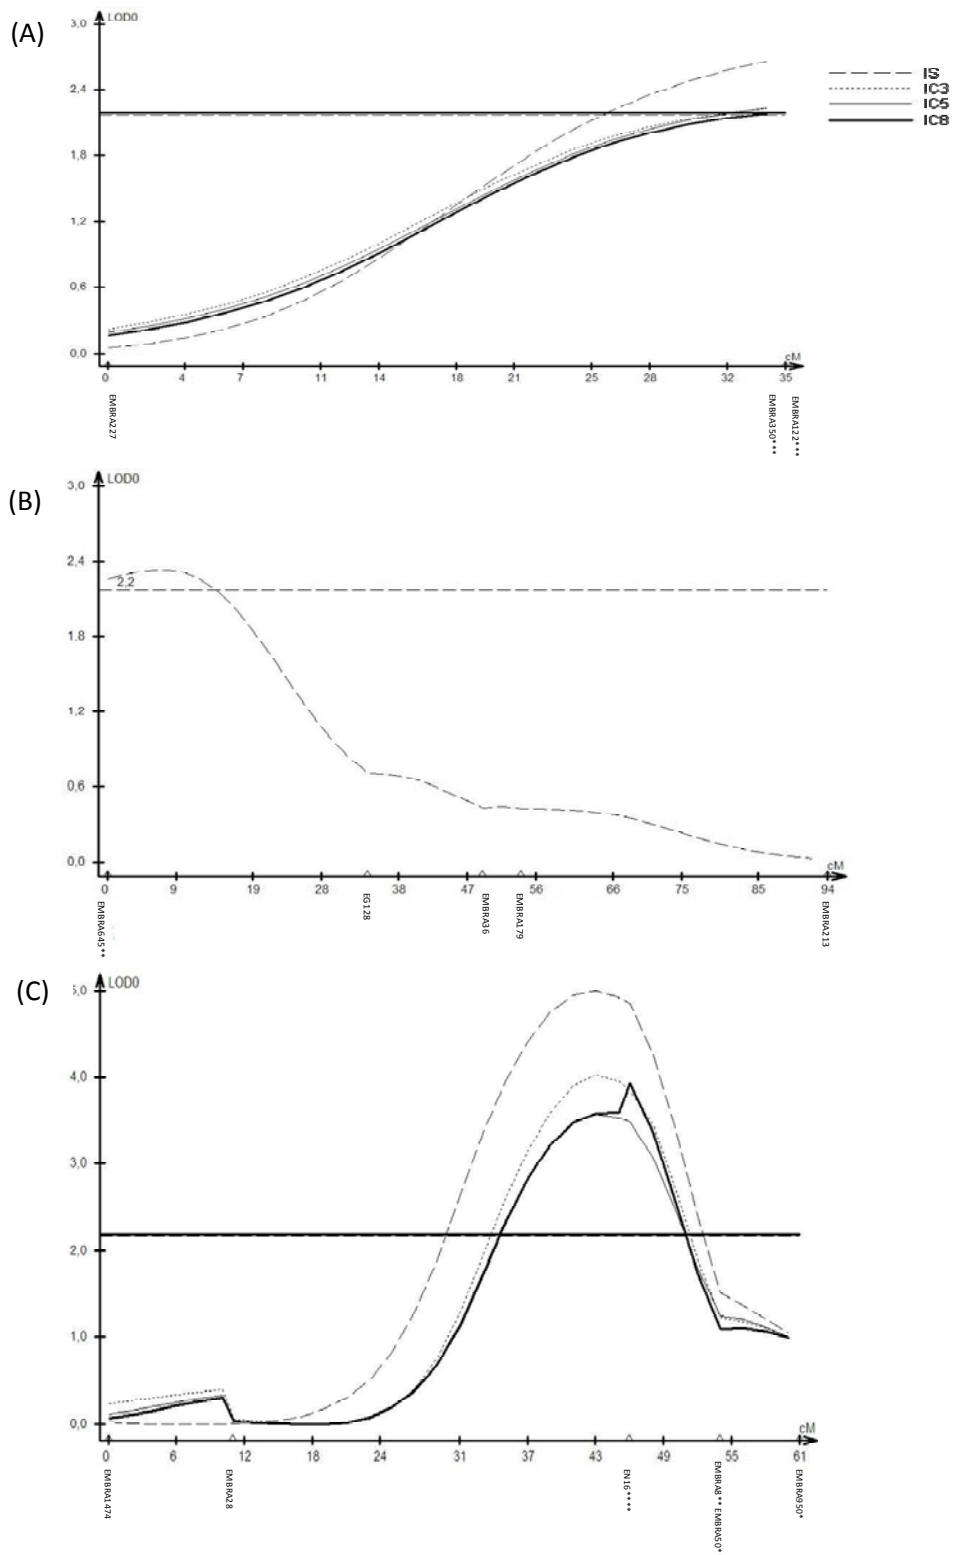 (A)
3,0 LOD0
2,4
1,8
1,2
0,6
0,0
cM
0 4 7 11 14 18 21 25 28 32 35
EMBRA227 EMBRA350*** EMBRA122***
IS
IC3
IC5
IC8
(B)
3,0 LOD0
2,4
2,2
1,8
1,2
0,6
0,0
cM
0 9 19 28 38 47 56 66 75 85 94
EMBRA645** EG128 EMBRA36 EMBRA179 EMBRA213
(C)
5,0 LOD0
4,0
3,0
2,0
1,0
0,0
cM
0 6 12 18 24 31 37 43 49 55 61
EMBRA1474 EMBRA28 EN16**** EMBRA8** EMBRA50* EMBRA950*